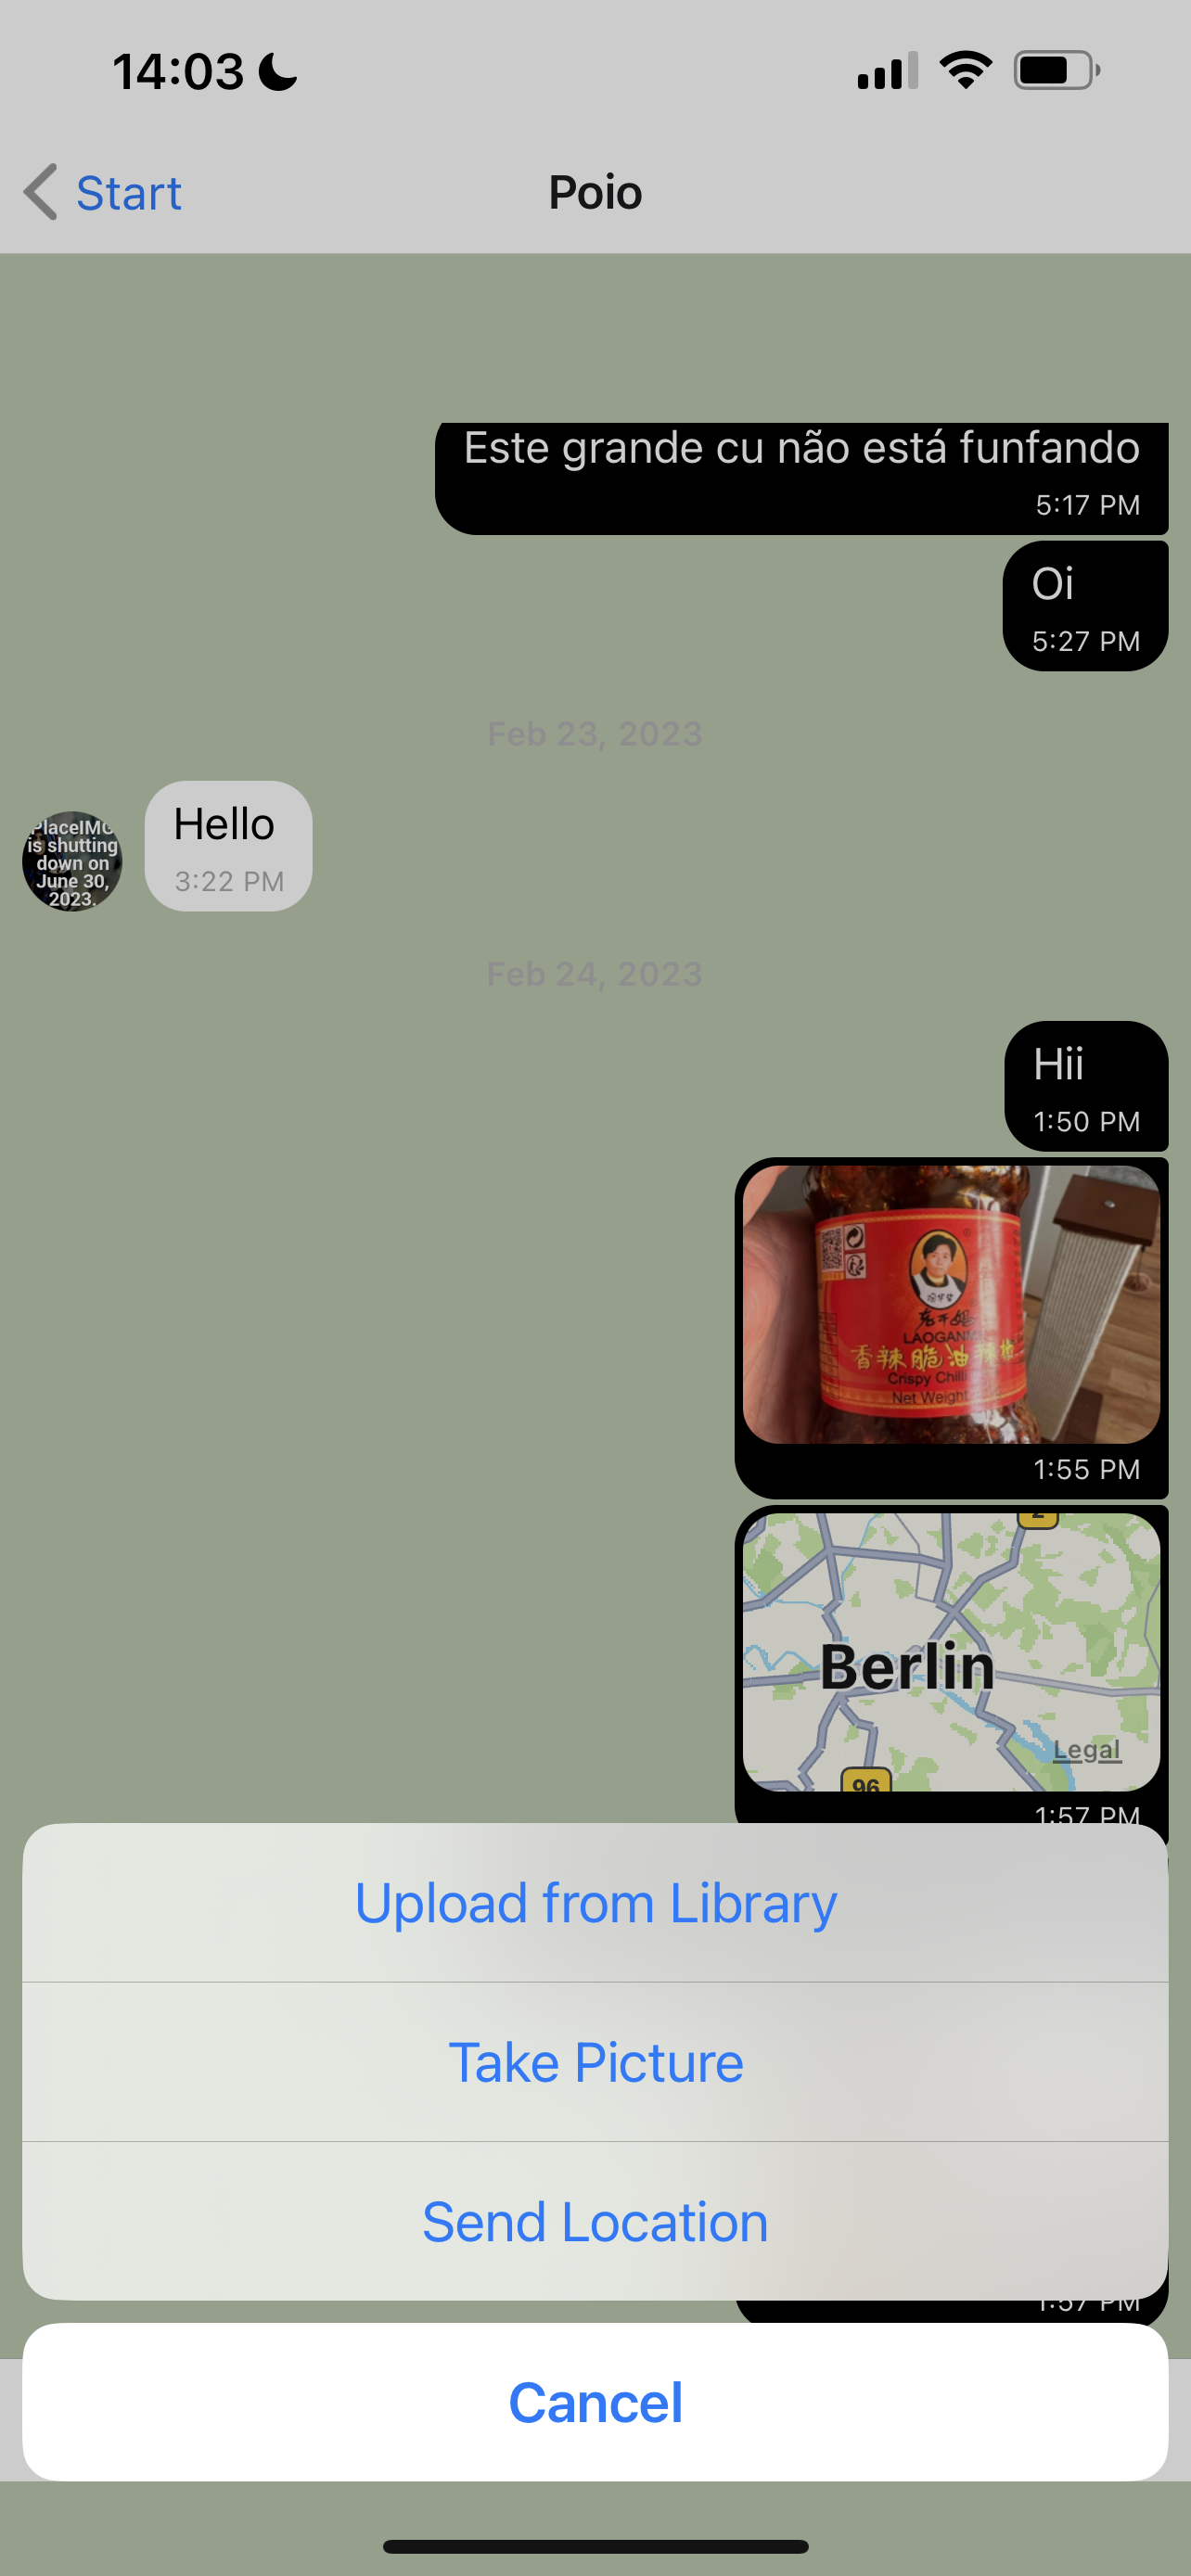 14:03
Start
Poio
Este grande cu não está funfando
5:17 PM
Oi
5:27 PM
Feb 23, 2023
PlaceIMG
is shutting
down on
June 30,
2023.
Hello
3:22 PM
Feb 24, 2023
Hii
1:50 PM
老干妈
LAOGANMA
香辣脆油辣椒
Crispy Chilli
Net Weight
1:55 PM
2
Berlin
Legal
96
1:57 PM
Upload from Library
Take Picture
Send Location
1:57 PM
Cancel